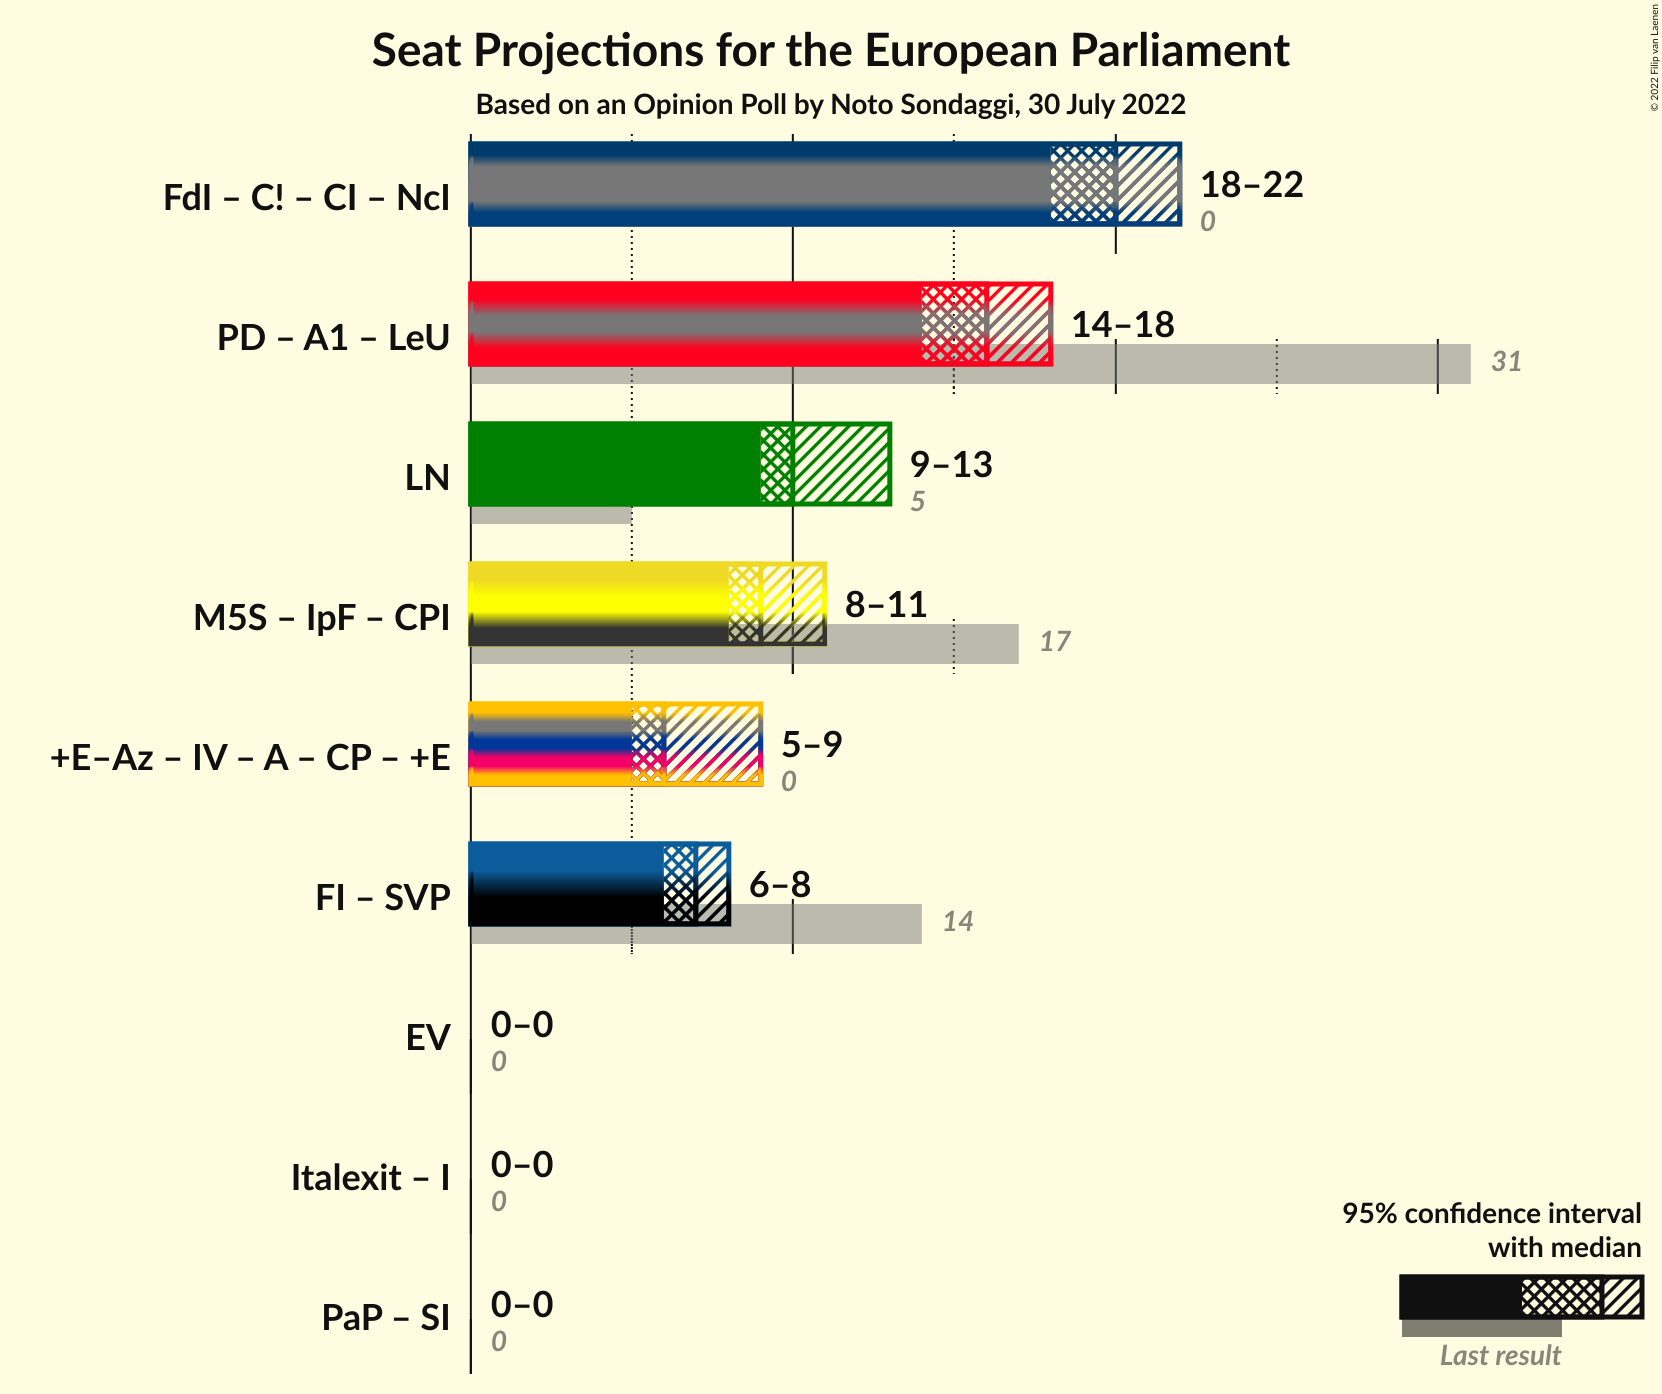 Seat Projections for the European Parliament
Based on an Opinion Poll by Noto Sondaggi, 30 July 2022
© 2022 Filip van Laenen
FdI – C! – CI – NcI
18–22
0
PD – A1 – LeU
14–18
31
LN
9–13
5
M5S – IpF – CPI
8–11
17
+E–Az – IV – A – CP – +E
5–9
0
FI – SVP
6–8
14
EV
0–0
0
Italexit – I
0–0
0
PaP – SI
0–0
0
95% confidence interval
with median
Last result